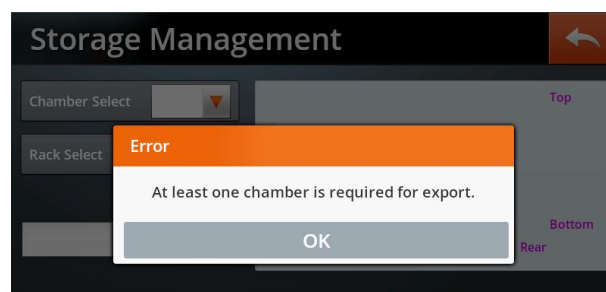 Storage Management
Chamber Select
Top
Rack Select
Error
At least one chamber is required for export.
OK
Bottom
Rear